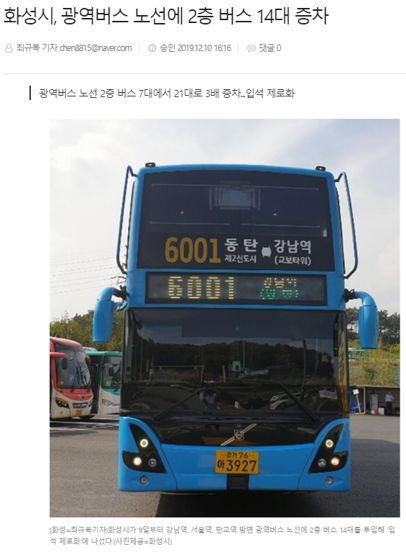 화성시, 광역버스 노선에 2층 버스 14대 증차
최규복 기자 chen8815@naver.com 승인 2019.12.10 16:16 댓글 0
광역버스 노선 2층 버스 7대에서 21대로 3배 증차...입석 제로화
6001 동탄 강남역
제2신도시 (교보타워)
6001 강남역
경기 76
아 3927
(화성=최규복기자)화성시가 9일부터 강남역, 서울역, 판교역 방면 광역버스 노선에 2층 버스 14대를 투입해 '입
석 제로화'에 나섰다.(사진제공=화성시)